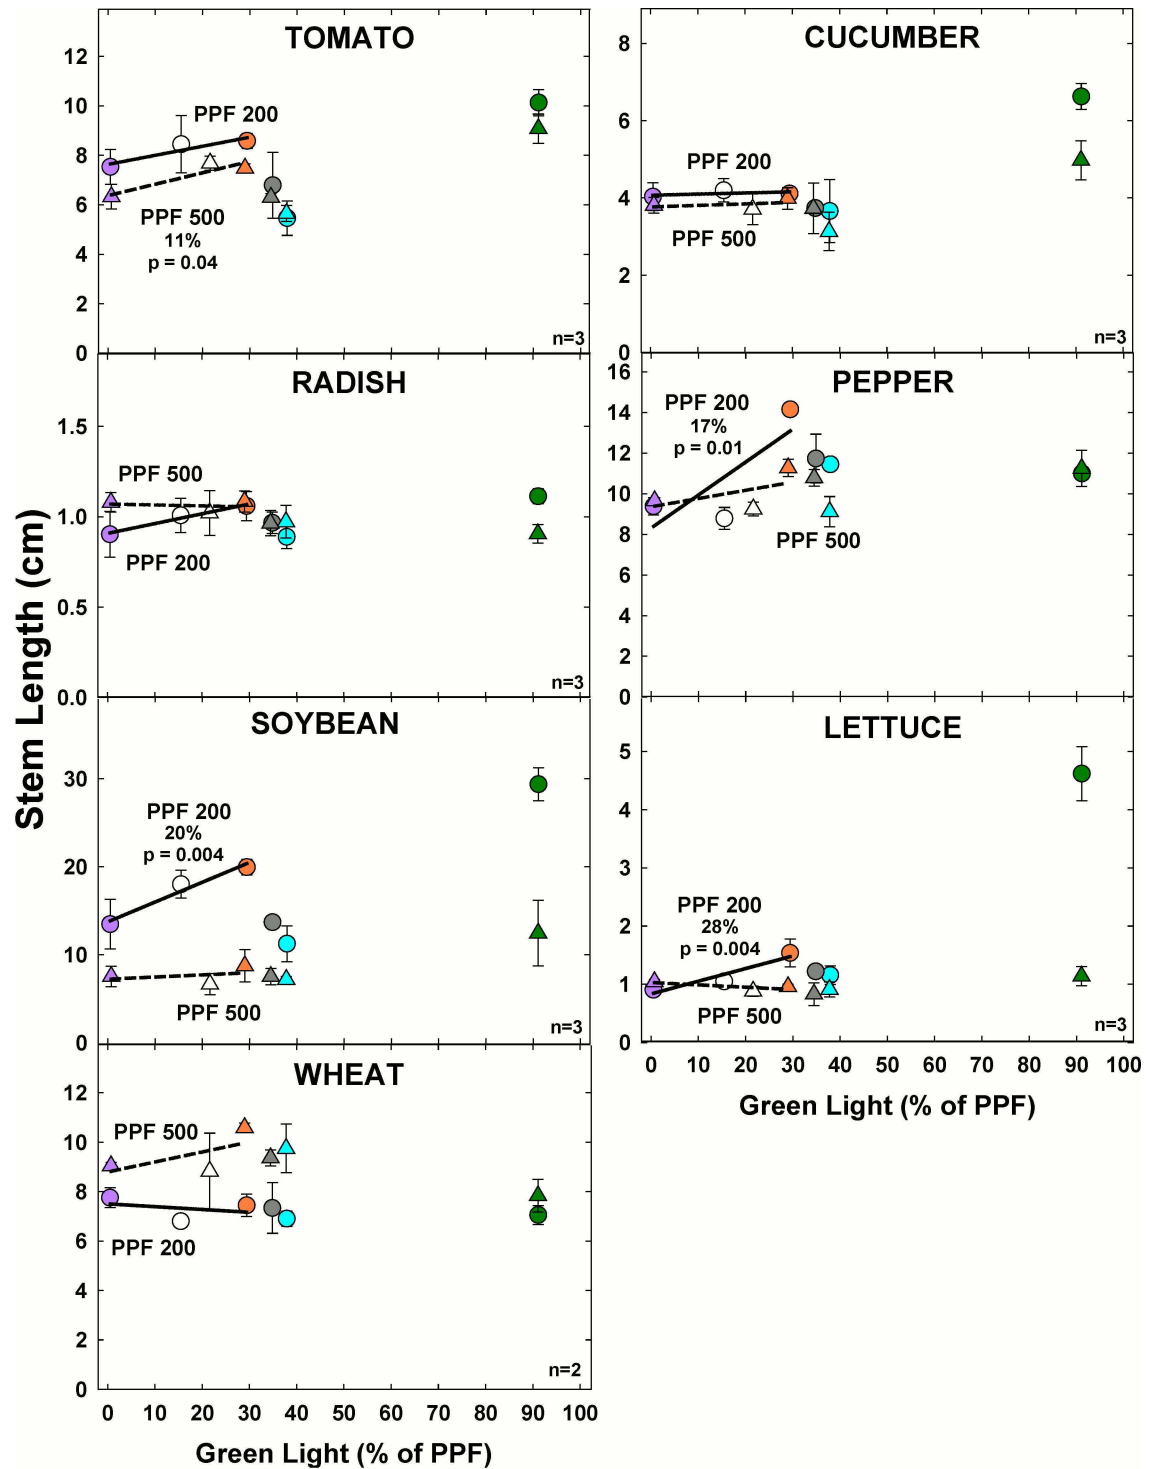 TOMATO
12
10
8
6
4
2
0
PPF 200
PPF 500
11%
p = 0.04
n=3
CUCUMBER
8
6
4
2
0
PPF 200
PPF 500
n=3
RADISH
1.5
1.0
0.5
0.0
PPF 500
PPF 200
n=3
PEPPER
16
14
12
10
8
6
4
2
0
PPF 200
17%
p = 0.01
PPF 500
Stem Length (cm)
SOYBEAN
30
20
10
0
PPF 200
20%
p = 0.004
PPF 500
n=3
LETTUCE
5
4
3
2
1
0
PPF 200
28%
p = 0.004
PPF 500
n=3
0 10 20 30 40 50 60 70 80 90 100
Green Light (% of PPF)
WHEAT
12
10
8
6
4
2
0
PPF 500
PPF 200
n=2
0 10 20 30 40 50 60 70 80 90 100
Green Light (% of PPF)